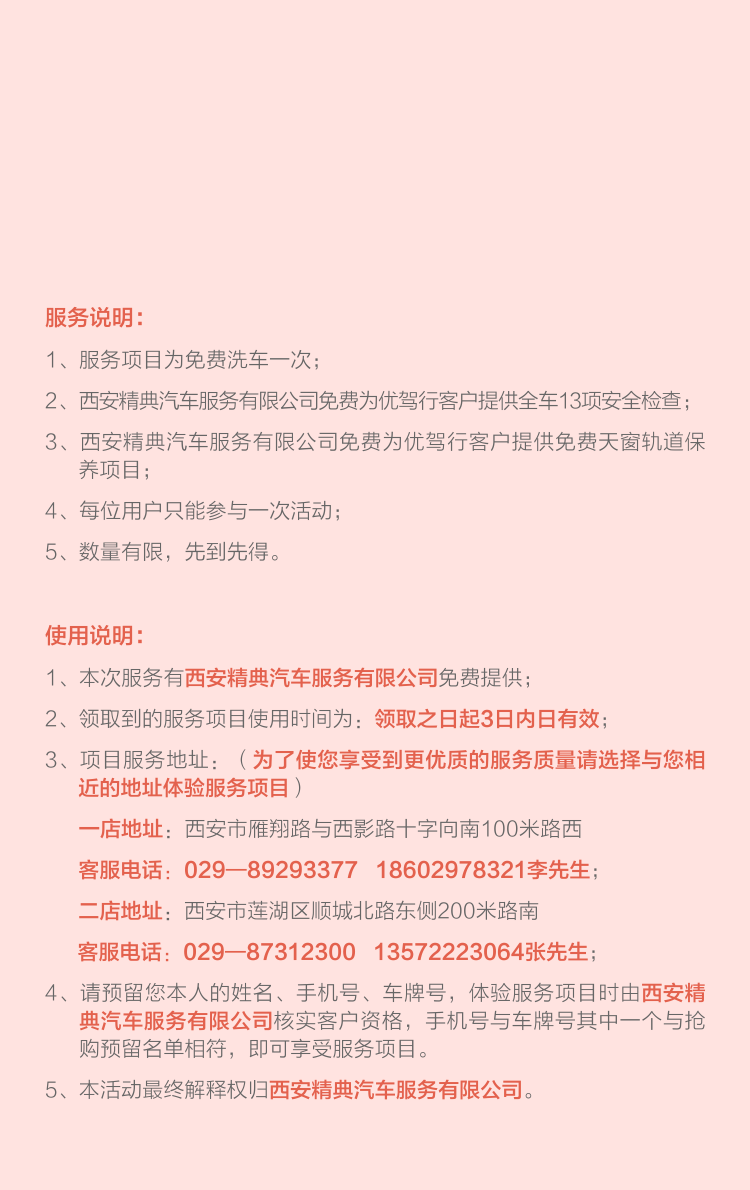 服务说明：
1、服务项目为免费洗车一次；
2、西安精典汽车服务有限公司免费为优驾行客户提供全车13项安全检查；
3、西安精典汽车服务有限公司免费为优驾行客户提供免费天窗轨道保
养项目；
4、每位用户只能参与一次活动；
5、数量有限，先到先得。
使用说明：
1、本次服务有西安精典汽车服务有限公司免费提供；
2、领取到的服务项目使用时间为：领取之日起3日内日有效；
3、项目服务地址：（为了使您享受到更优质的服务质量请选择与您相
近的地址体验服务项目）
一店地址：西安市雁翔路与西影路十字向南100米路西
客服电话：029—89293377 18602978321李先生；
二店地址：西安市莲湖区顺城北路东侧200米路南
客服电话：029—87312300 13572223064张先生；
4、请预留您本人的姓名、手机号、车牌号，体验服务项目时由西安精
典汽车服务有限公司核实客户资格，手机号与车牌号其中一个与抢
购预留名单相符，即可享受服务项目。
5、本活动最终解释权归西安精典汽车服务有限公司。